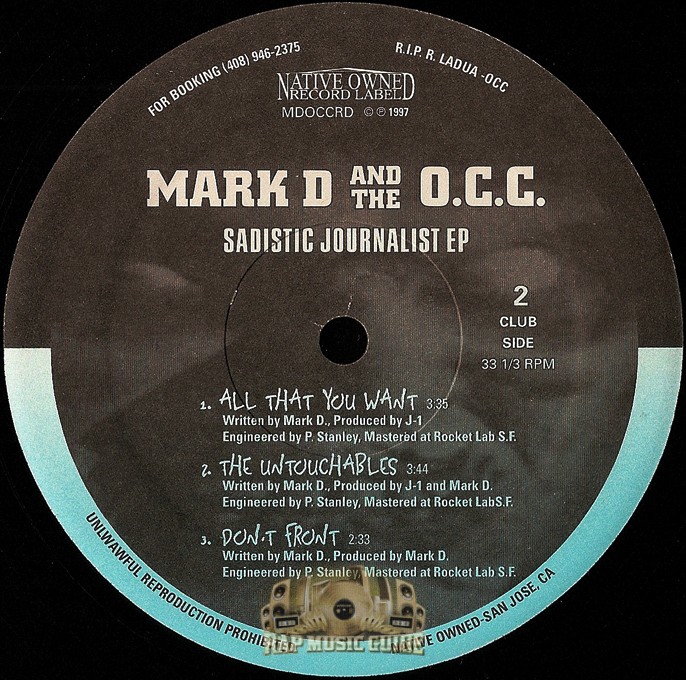 FOR BOOKING (408) 946-2375
R.I.P. R. LADUA -OCC
NATIVE OWNED
RECORD LABEL
MDOCCRD © ℗ 1997
MARK D AND THE O.C.C.
SADISTIC JOURNALIST EP
2
CLUB
SIDE
33 1/3 RPM
1. ALL THAT YOU WANT 3:35
Written by Mark D., Produced by J-1
Engineered by P. Stanley, Mastered at Rocket Lab S.F.
2. THE UNTOUCHABLES 3:44
Written by Mark D., Produced by J-1 and Mark D.
Engineered by P. Stanley, Mastered at Rocket LabS.F.
3. DON'T FRONT 2:33
Written by Mark D., Produced by Mark D.
Engineered by P. Stanley, Mastered at Rocket Lab S.F.
UNLWAWFUL REPRODUCTION
NATIVE OWNED-SAN JOSE, CA
RAP MUSIC GUIDE